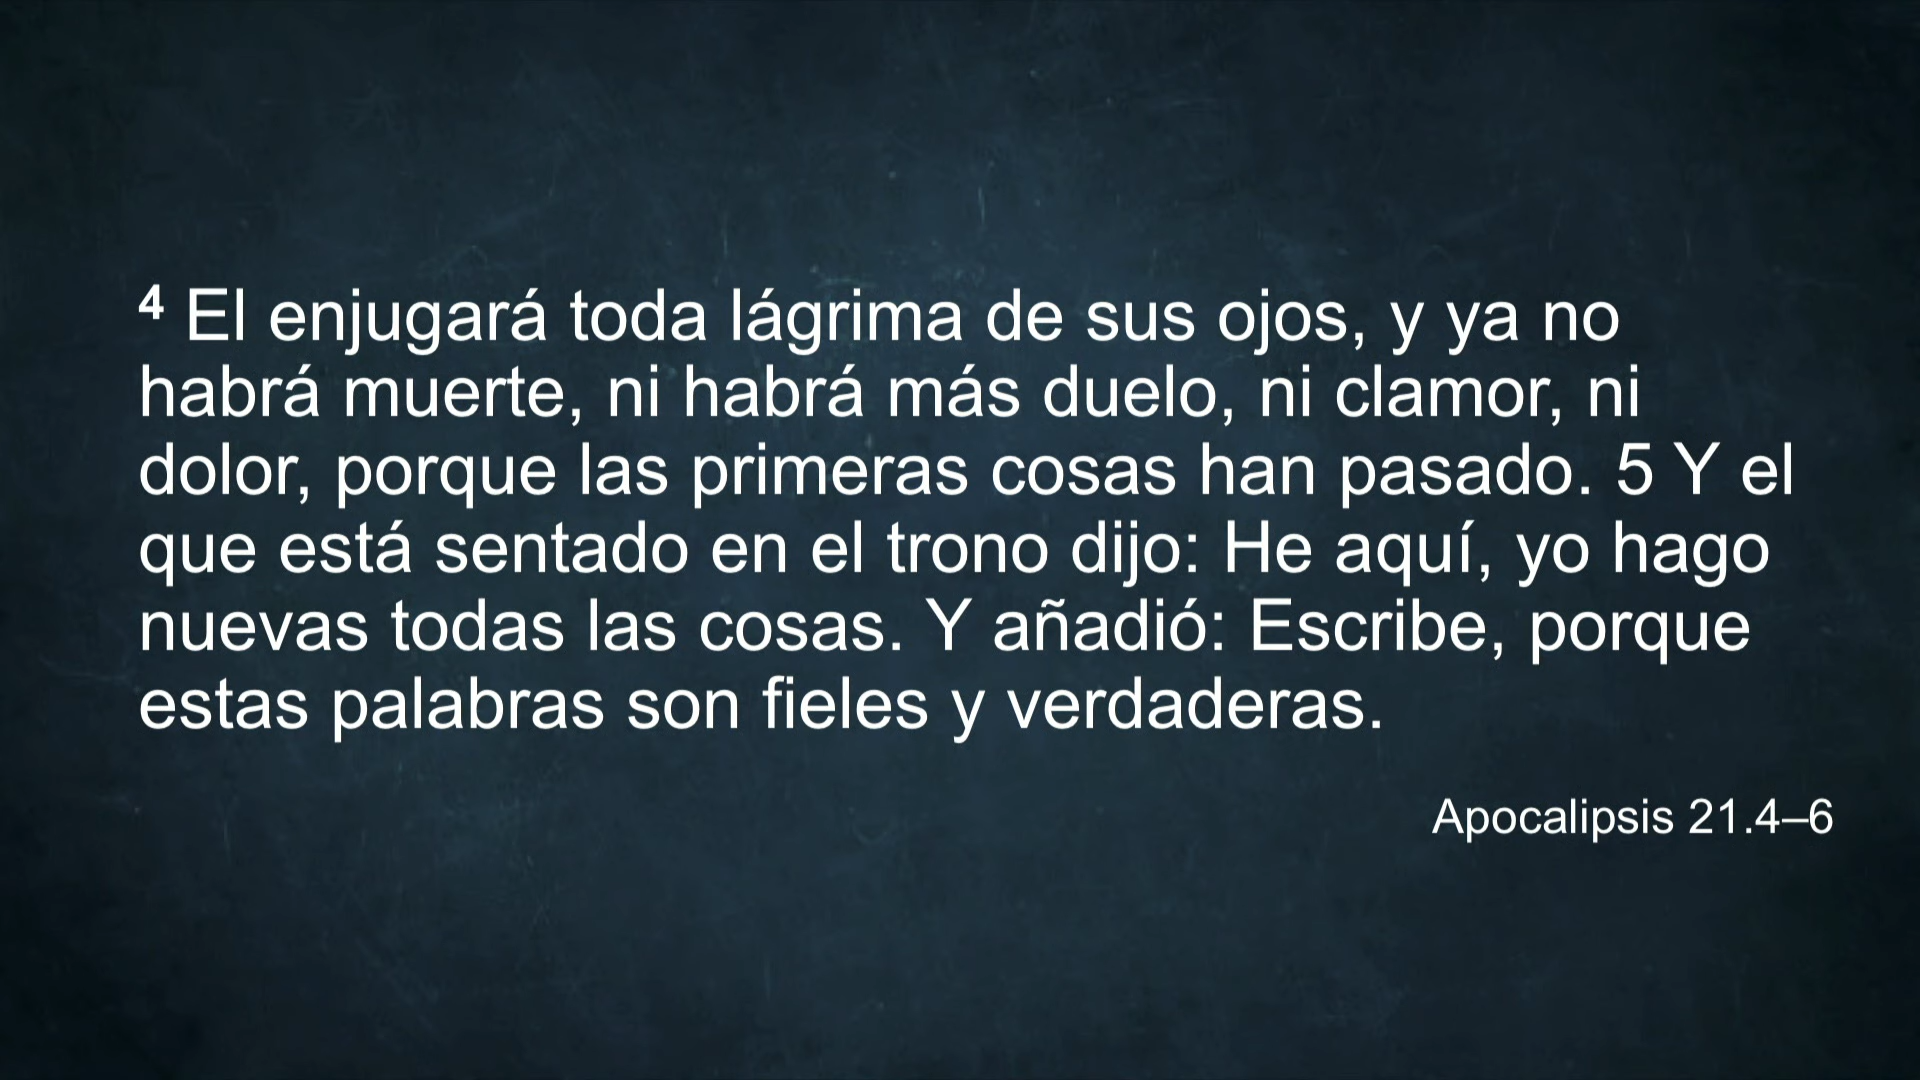 4 El enjugará toda lágrima de sus ojos, y ya no
habrá muerte, ni habrá más duelo, ni clamor, ni
dolor, porque las primeras cosas han pasado. 5 Y el
que está sentado en el trono dijo: He aquí, yo hago
nuevas todas las cosas. Y añadió: Escribe, porque
estas palabras son fieles y verdaderas.
Apocalipsis 21.4–6